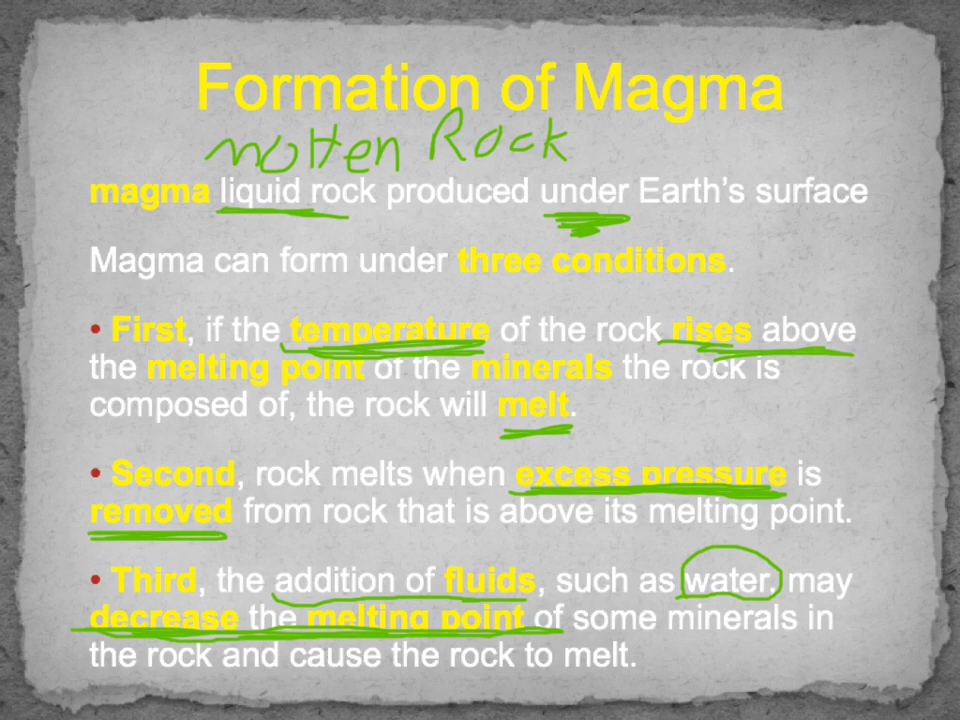 Formation of Magma
molten Rock
magma liquid rock produced under Earth's surface
Magma can form under three conditions.
• First, if the temperature of the rock rises above
the melting point of the minerals the rock is
composed of, the rock will melt.
• Second, rock melts when excess pressure is
removed from rock that is above its melting point.
• Third, the addition of fluids, such as water, may
decrease the melting point of some minerals in
the rock and cause the rock to melt.